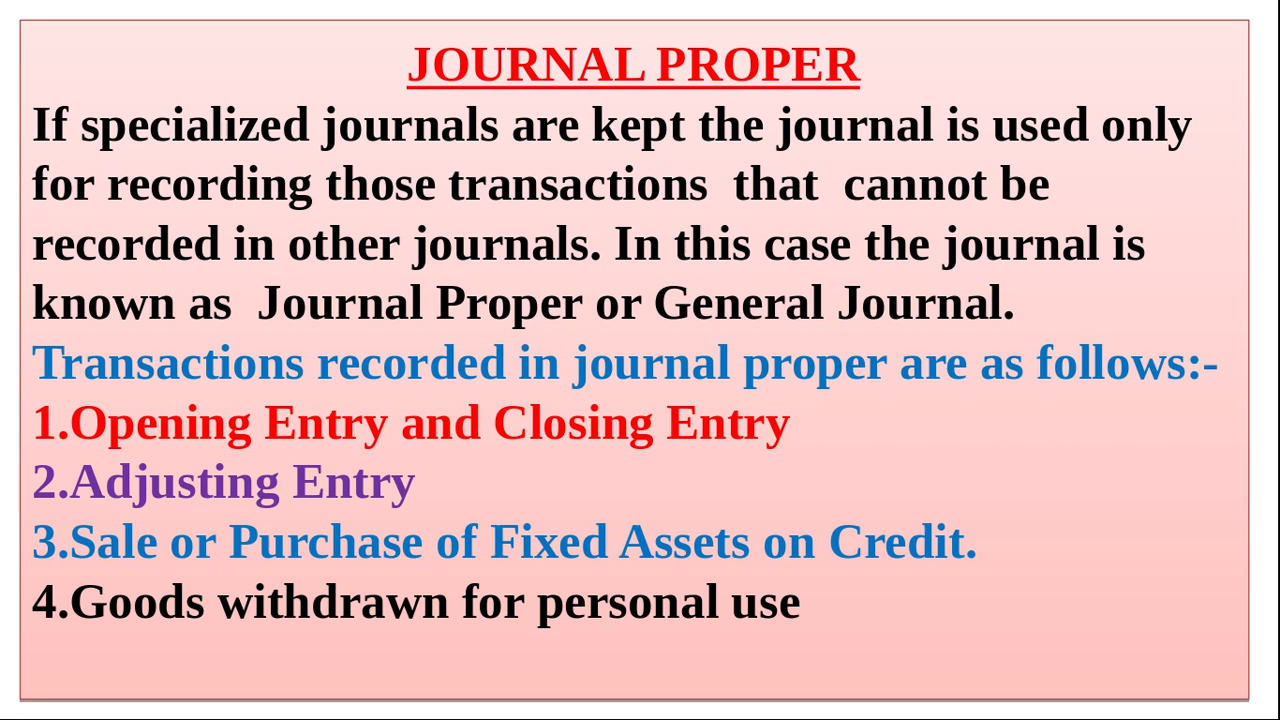 JOURNAL PROPER
If specialized journals are kept the journal is used only
for recording those transactions  that  cannot be
recorded in other journals. In this case the journal is
known as  Journal Proper or General Journal.
Transactions recorded in journal proper are as follows:-
1.Opening Entry and Closing Entry
2.Adjusting Entry
3.Sale or Purchase of Fixed Assets on Credit.
4.Goods withdrawn for personal use